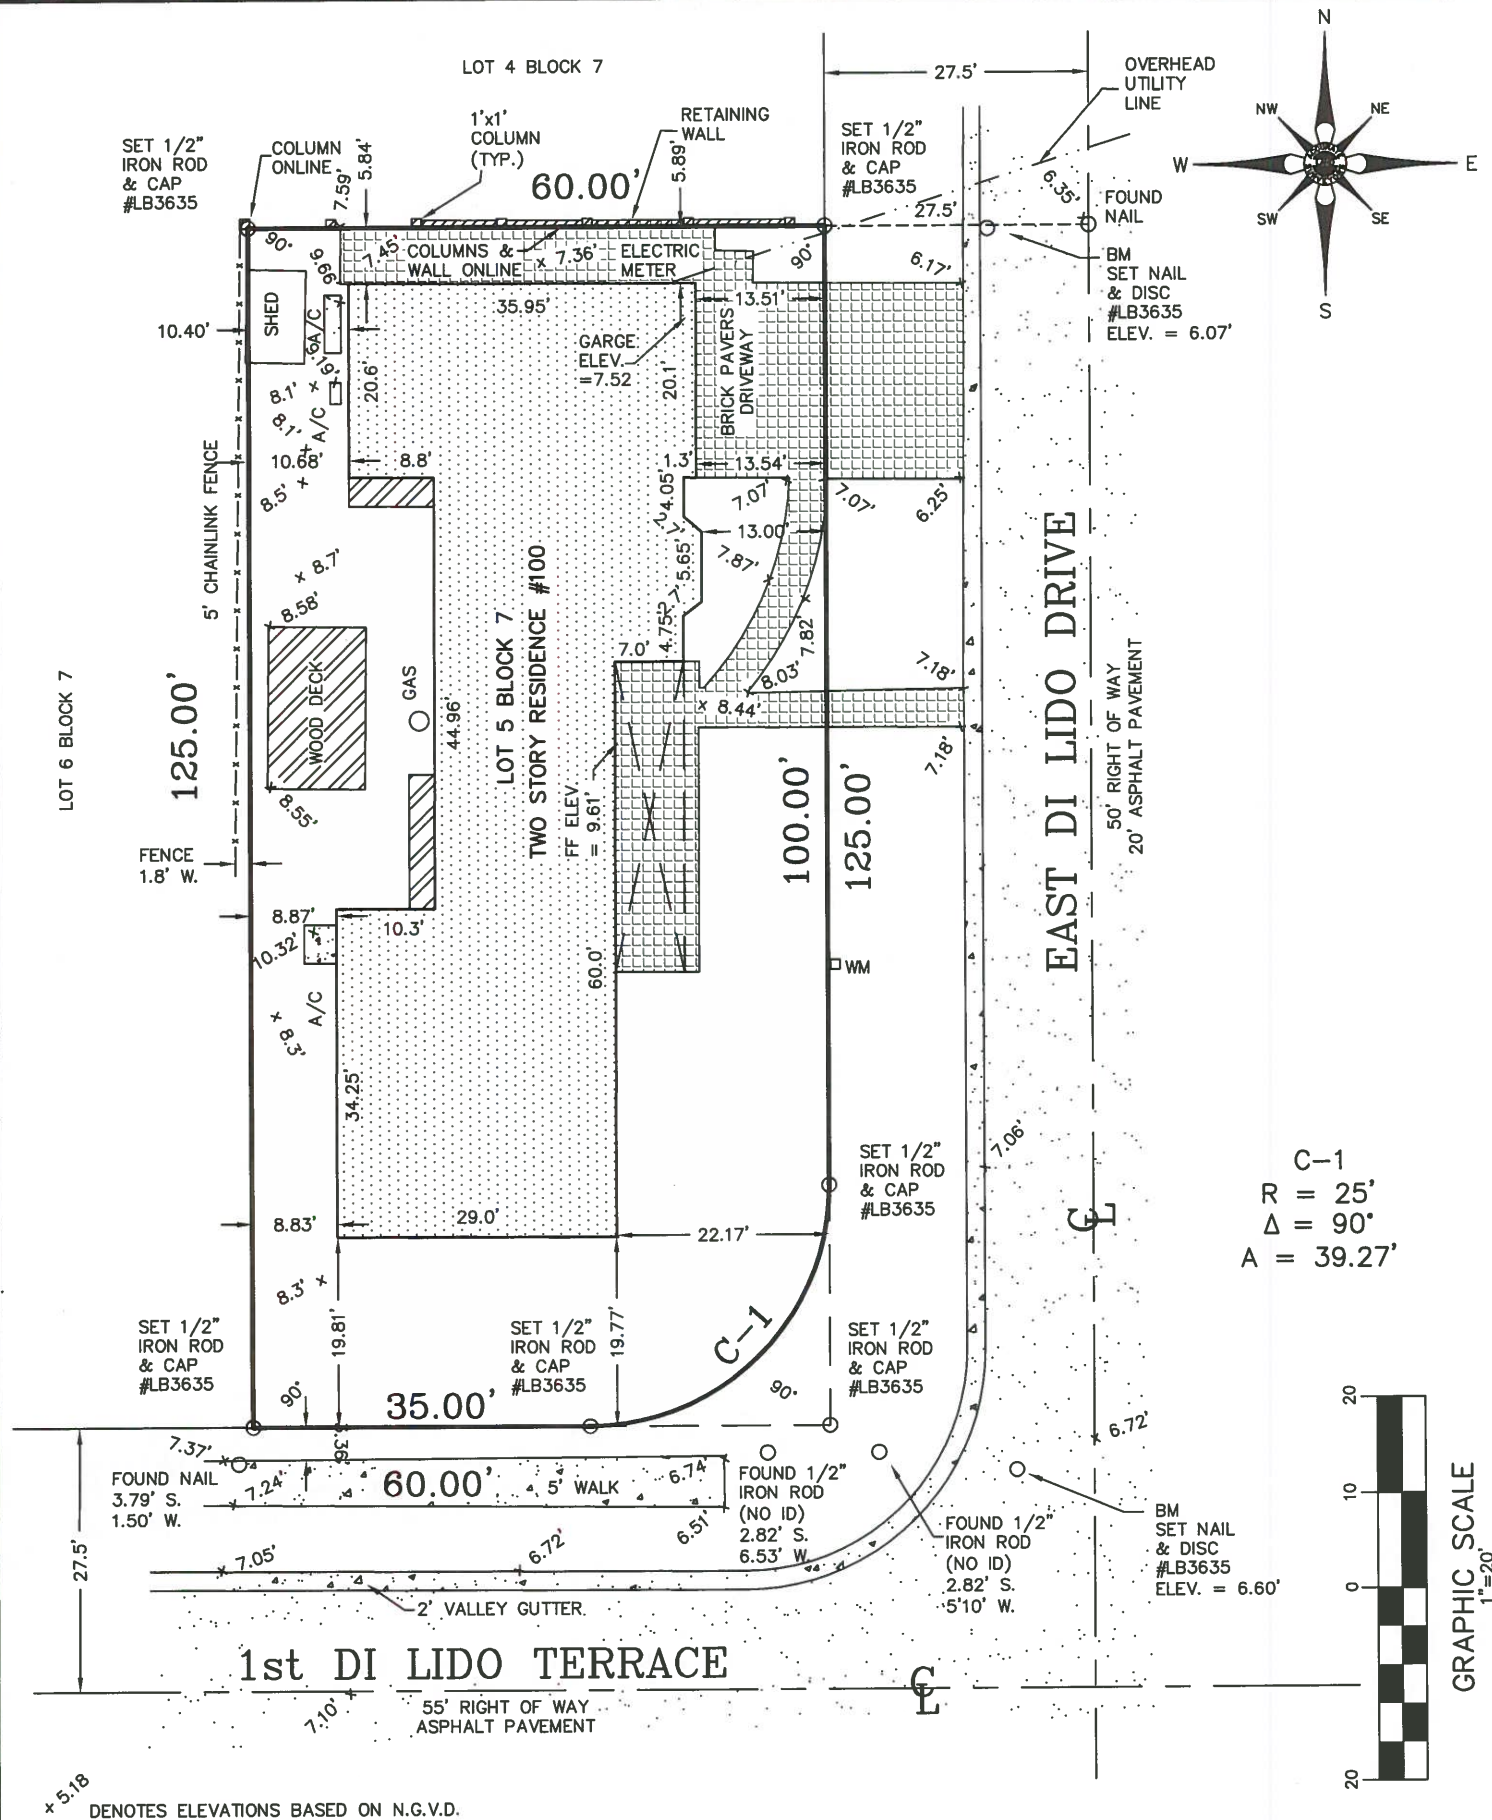 N
NW
NE
W
E
SW
SE
S
LOT 4 BLOCK 7
27.5'
OVERHEAD
UTILITY
LINE
SET 1/2"
IRON ROD
& CAP
#LB3635
COLUMN
ONLINE
7.59'
5.84'
1'x1'
COLUMN
(TYP.)
RETAINING
WALL
5.89'
60.00'
SET 1/2"
IRON ROD
& CAP
#LB3635
6.35'
FOUND
NAIL
27.5'
90°
9.66'
7.45'
COLUMNS &
WALL ONLINE
x 7.36'
ELECTRIC
METER
90°
6.17'
BM
SET NAIL
& DISC
#LB3635
ELEV. = 6.07'
SHED
A/C
10.40'
35.95'
13.51'
GARGE
ELEV.
=7.52
BRICK PAVERS
DRIVEWAY
20.6'
20.1'
8.1'
8.1'
A/C
10.68'
8.8'
1.3'
13.54'
8.5'
5' CHAINLINK FENCE
4.05'
7.07'
7.07'
6.25'
2.7'
13.00'
5.65'
7.87'
x 8.7'
8.58'
4.75'
7.82'
LOT 5 BLOCK 7
TWO STORY RESIDENCE #100
7.0'
8.03'
7.18'
x 8.44'
7.18'
EAST DI LIDO DRIVE
50' RIGHT OF WAY
20' ASPHALT PAVEMENT
LOT 6 BLOCK 7
125.00'
WOOD DECK
GAS
44.96'
8.55'
FF ELEV
= 9.61'
100.00'
125.00'
FENCE
1.8' W.
8.87'
10.3'
10.32'
60.0'
WM
A/C
x 8.3'
34.25'
7.06'
SET 1/2"
IRON ROD
& CAP
#LB3635
C-1
R = 25'
Δ = 90°
A = 39.27'
8.83'
29.0'
22.17'
CL
8.3' x
19.81'
19.77'
SET 1/2"
IRON ROD
& CAP
#LB3635
SET 1/2"
IRON ROD
& CAP
#LB3635
C-1
SET 1/2"
IRON ROD
& CAP
#LB3635
90°
35.00'
90°
7.37'
FOUND NAIL
3.79' S.
1.50' W.
7.24'
60.00'
5' WALK
6.74'
6.51'
FOUND 1/2"
IRON ROD
(NO ID)
2.82' S.
6.53' W.
FOUND 1/2"
IRON ROD
(NO ID)
2.82' S.
5'10' W.
x 6.72'
BM
SET NAIL
& DISC
#LB3635
ELEV. = 6.60'
27.5'
7.05'
6.72'
2' VALLEY GUTTER
1st DI LIDO TERRACE
CL
55' RIGHT OF WAY
ASPHALT PAVEMENT
7.10'
20
10
0
20
GRAPHIC SCALE
1"=20'
x 5.18
DENOTES ELEVATIONS BASED ON N.G.V.D.